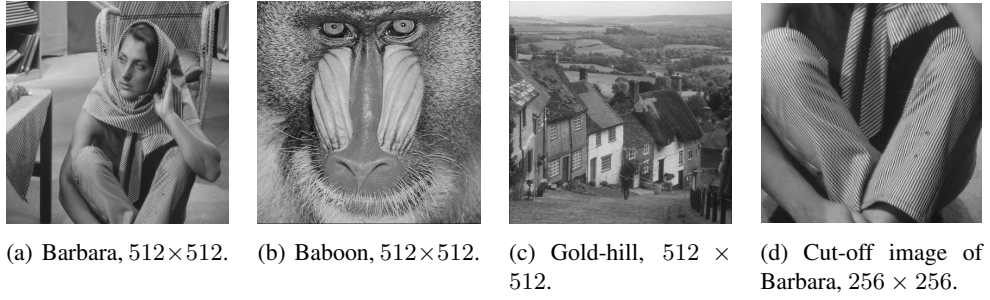 (a) Barbara, 512×512.
(b) Baboon, 512×512.
(c) Gold-hill, 512 ×
512.
(d) Cut-off image of
Barbara, 256 × 256.